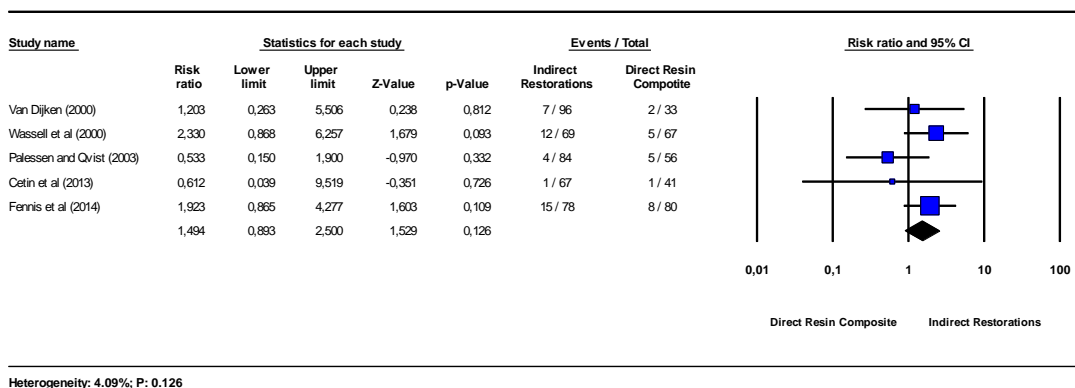 Study name Statistics for each study Events / Total Risk ratio and 95% CI
Risk Lower Upper Indirect Direct Resin
ratio limit limit Z-Value p-Value Restorations Compotite
Van Dijken (2000) 1,203 0,263 5,506 0,238 0,812 7 / 96 2 / 33
Wassell et al (2000) 2,330 0,868 6,257 1,679 0,093 12 / 69 5 / 67
Palessen and Qvist (2003) 0,533 0,150 1,900 -0,970 0,332 4 / 84 5 / 56
Cetin et al (2013) 0,612 0,039 9,519 -0,351 0,726 1 / 67 1 / 41
Fennis et al (2014) 1,923 0,865 4,277 1,603 0,109 15 / 78 8 / 80
1,494 0,893 2,500 1,529 0,126
0,01 0,1 1 10 100
Direct Resin Composite Indirect Restorations
Heterogeneity: 4.09%; P: 0.126